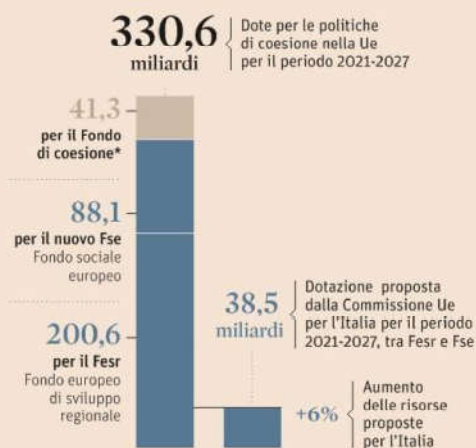 330,6
miliardi
Dote per le politiche
di coesione nella Ue
per il periodo 2021-2027
41,3
per il Fondo
di coesione*
88,1
per il nuovo Fse
Fondo sociale
europeo
200,6
per il Fesr
Fondo europeo
di sviluppo
regionale
38,5
miliardi
Dotazione proposta
dalla Commissione Ue
per l'Italia per il periodo
2021-2027, tra Fesr e Fse
+6%
Aumento
delle risorse
proposte
per l'Italia